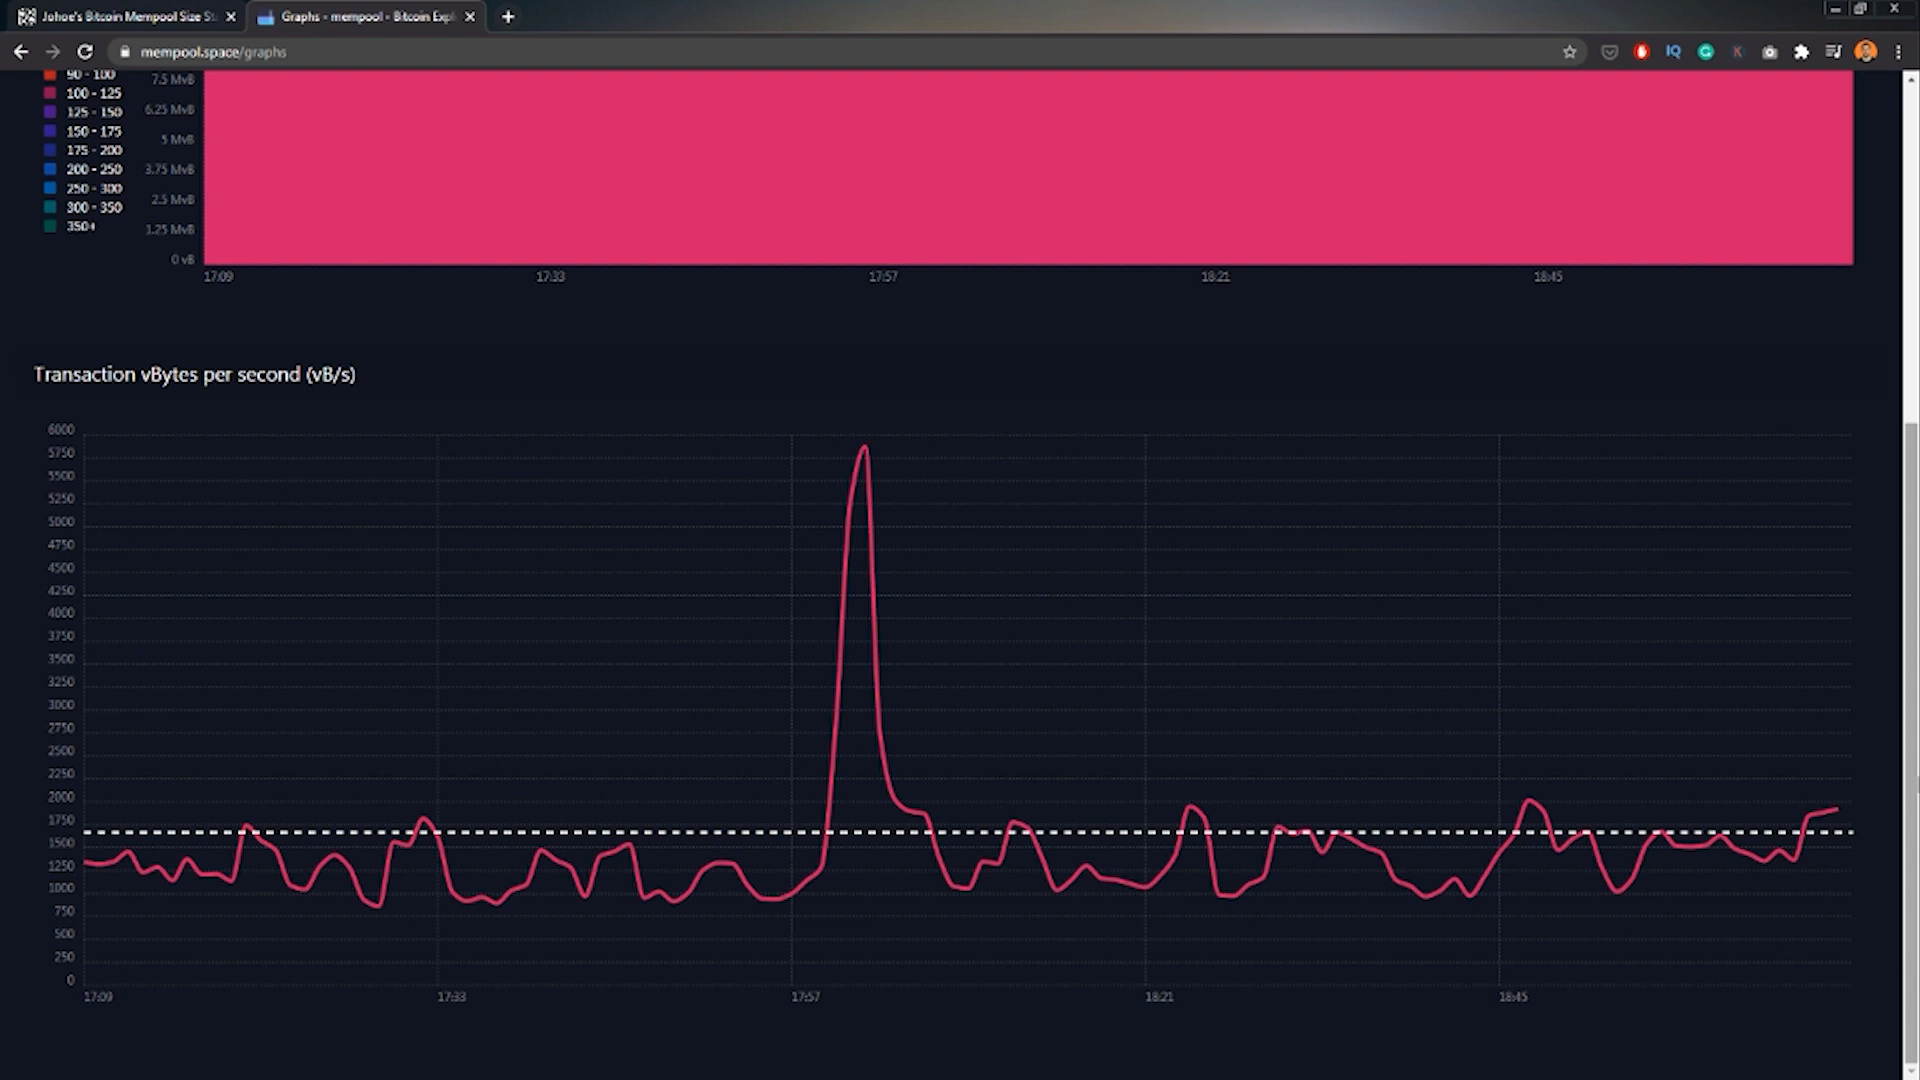 Johoe's Bitcoin Mempool Size St
Graphs - mempool - Bitcoin Expl
mempool.space/graphs
IQ
K
90 - 100
100 - 125
125 - 150
150 - 175
175 - 200
200 - 250
250 - 300
300 - 350
350+
7.5 MvB
6.25 MvB
5 MvB
3.75 MvB
2.5 MvB
1.25 MvB
0 vB
17:09 17:33 17:57 18:21 18:45
Transaction vBytes per second (vB/s)
6000
5750
5500
5250
5000
4750
4500
4250
4000
3750
3500
3250
3000
2750
2500
2250
2000
1750
1500
1250
1000
750
500
250
0
17:09 17:33 17:57 18:21 18:45